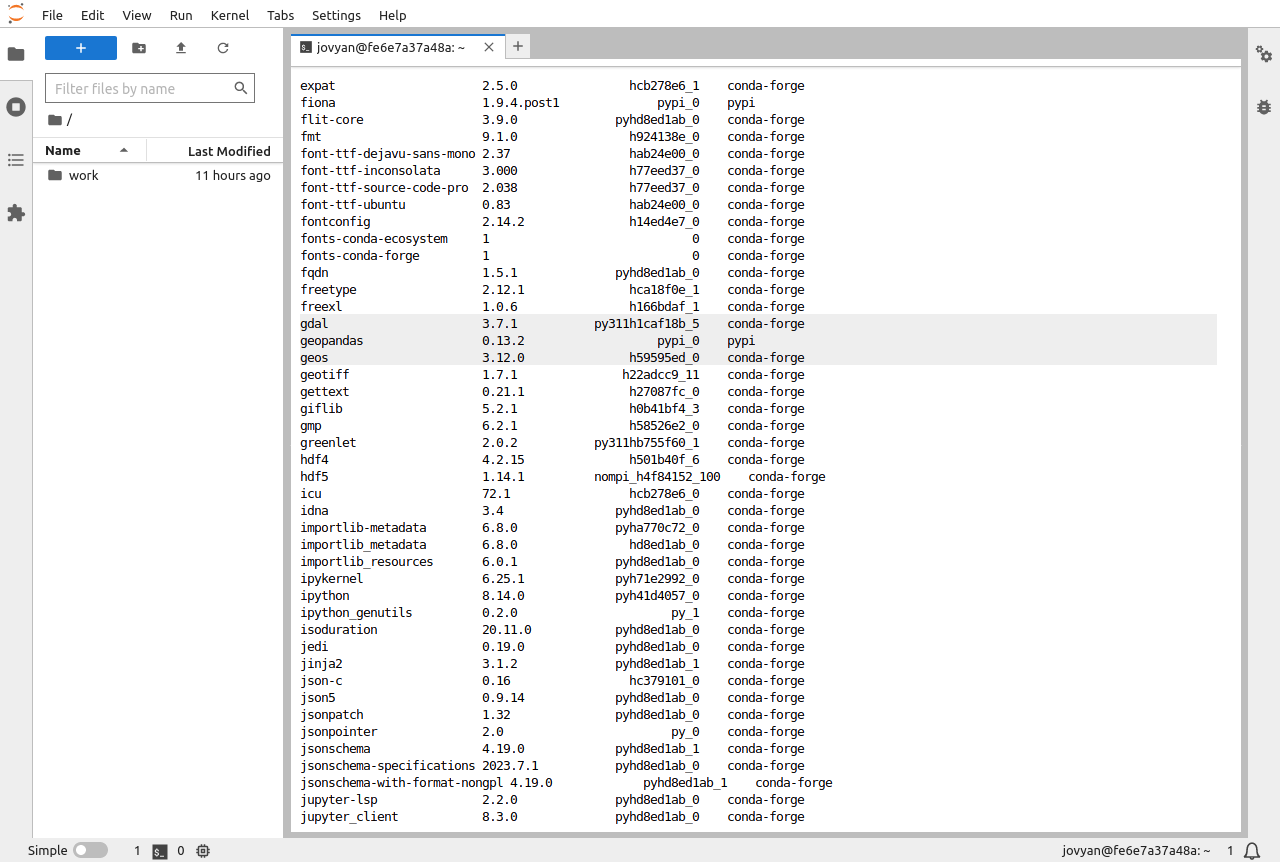 File Edit View Run Kernel Tabs Settings Help
+
jovyan@fe6e7a37a48a: ~ × +
Filter files by name
/
Name Last Modified
work 11 hours ago
expat 2.5.0 hcb278e6_1 conda-forge
fiona 1.9.4.post1 pypi_0 pypi
flit-core 3.9.0 pyhd8ed1ab_0 conda-forge
fmt 9.1.0 h924138e_0 conda-forge
font-ttf-dejavu-sans-mono 2.37 hab24e00_0 conda-forge
font-ttf-inconsolata 3.000 h77eed37_0 conda-forge
font-ttf-source-code-pro 2.038 h77eed37_0 conda-forge
font-ttf-ubuntu 0.83 hab24e00_0 conda-forge
fontconfig 2.14.2 h14ed4e7_0 conda-forge
fonts-conda-ecosystem 1 0 conda-forge
fonts-conda-forge 1 0 conda-forge
fqdn 1.5.1 pyhd8ed1ab_0 conda-forge
freetype 2.12.1 hca18f0e_1 conda-forge
freexl 1.0.6 h166bdaf_1 conda-forge
gdal 3.7.1 py311h1caf18b_5 conda-forge
geopandas 0.13.2 pypi_0 pypi
geos 3.12.0 h59595ed_0 conda-forge
geotiff 1.7.1 h22adcc9_11 conda-forge
gettext 0.21.1 h27087fc_0 conda-forge
giflib 5.2.1 h0b41bf4_3 conda-forge
gmp 6.2.1 h58526e2_0 conda-forge
greenlet 2.0.2 py311hb755f60_1 conda-forge
hdf4 4.2.15 h501b40f_6 conda-forge
hdf5 1.14.1 nompi_h4f84152_100 conda-forge
icu 72.1 hcb278e6_0 conda-forge
idna 3.4 pyhd8ed1ab_0 conda-forge
importlib-metadata 6.8.0 pyha770c72_0 conda-forge
importlib_metadata 6.8.0 hd8ed1ab_0 conda-forge
importlib_resources 6.0.1 pyhd8ed1ab_0 conda-forge
ipykernel 6.25.1 pyh71e2992_0 conda-forge
ipython 8.14.0 pyh41d4057_0 conda-forge
ipython_genutils 0.2.0 py_1 conda-forge
isoduration 20.11.0 pyhd8ed1ab_0 conda-forge
jedi 0.19.0 pyhd8ed1ab_0 conda-forge
jinja2 3.1.2 pyhd8ed1ab_1 conda-forge
json-c 0.16 hc379101_0 conda-forge
json5 0.9.14 pyhd8ed1ab_0 conda-forge
jsonpatch 1.32 pyhd8ed1ab_0 conda-forge
jsonpointer 2.0 py_0 conda-forge
jsonschema 4.19.0 pyhd8ed1ab_1 conda-forge
jsonschema-specifications 2023.7.1 pyhd8ed1ab_0 conda-forge
jsonschema-with-format-nongpl 4.19.0 pyhd8ed1ab_1 conda-forge
jupyter-lsp 2.2.0 pyhd8ed1ab_0 conda-forge
jupyter_client 8.3.0 pyhd8ed1ab_0 conda-forge
Simple 1 0 jovyan@fe6e7a37a48a: ~ 1